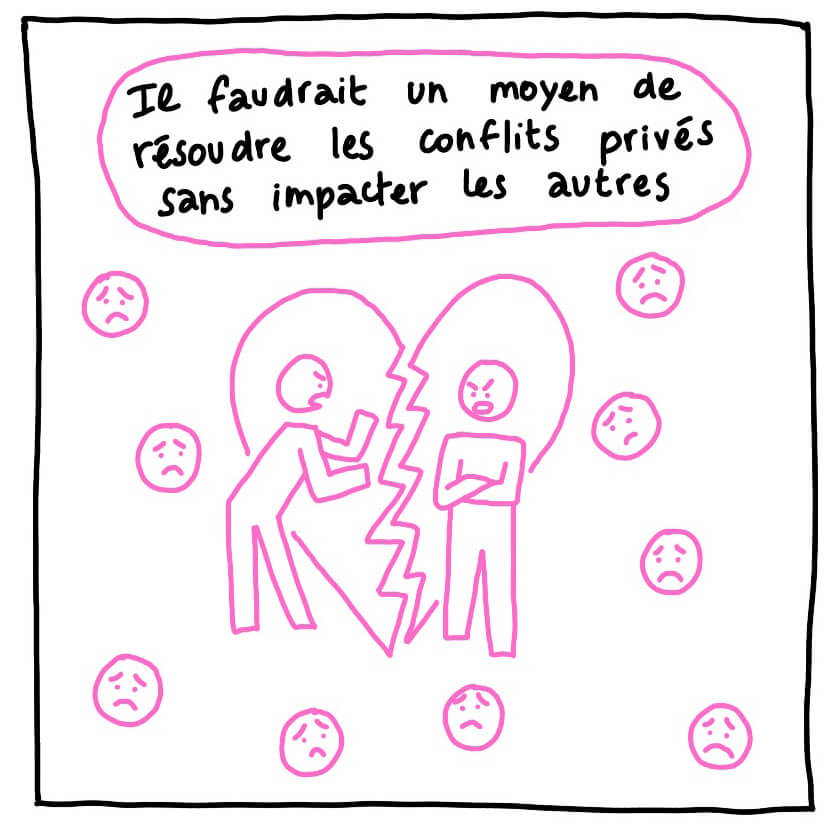 Il faudrait un moyen de
résoudre les conflits privés
sans impacter les autres